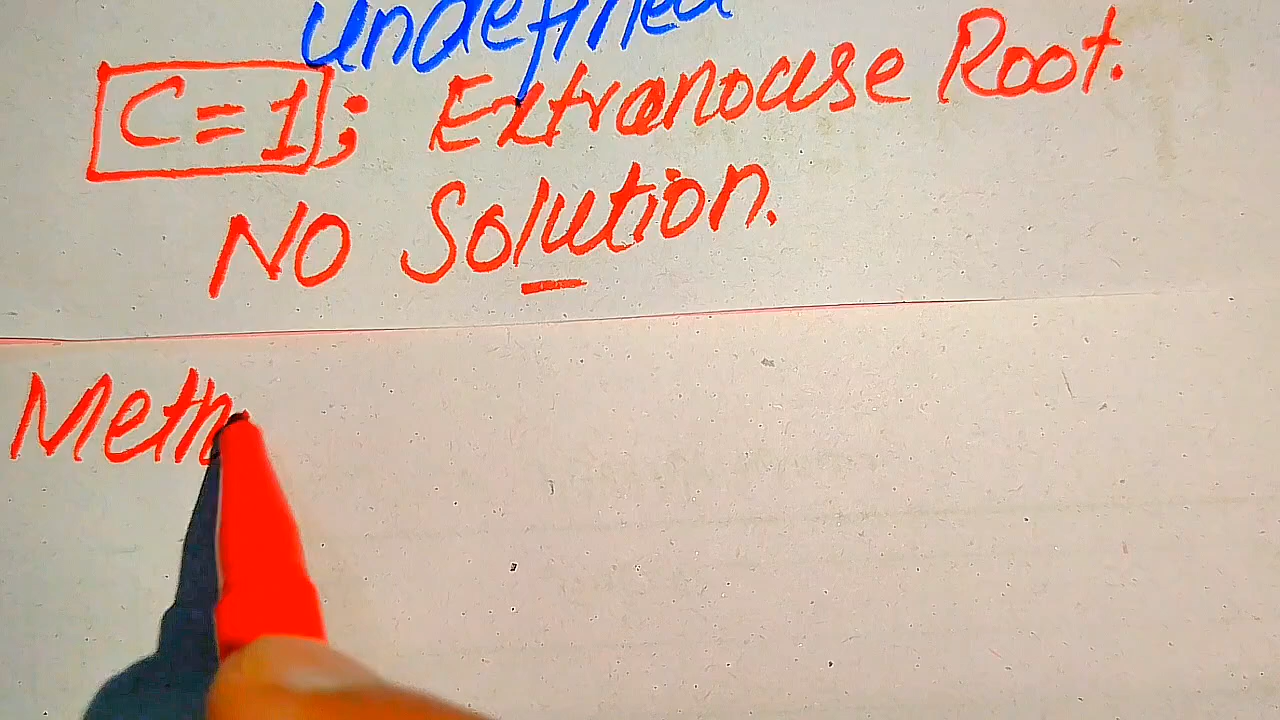 undefined
C=1; Extranouse Root.
NO Solution.
Meth